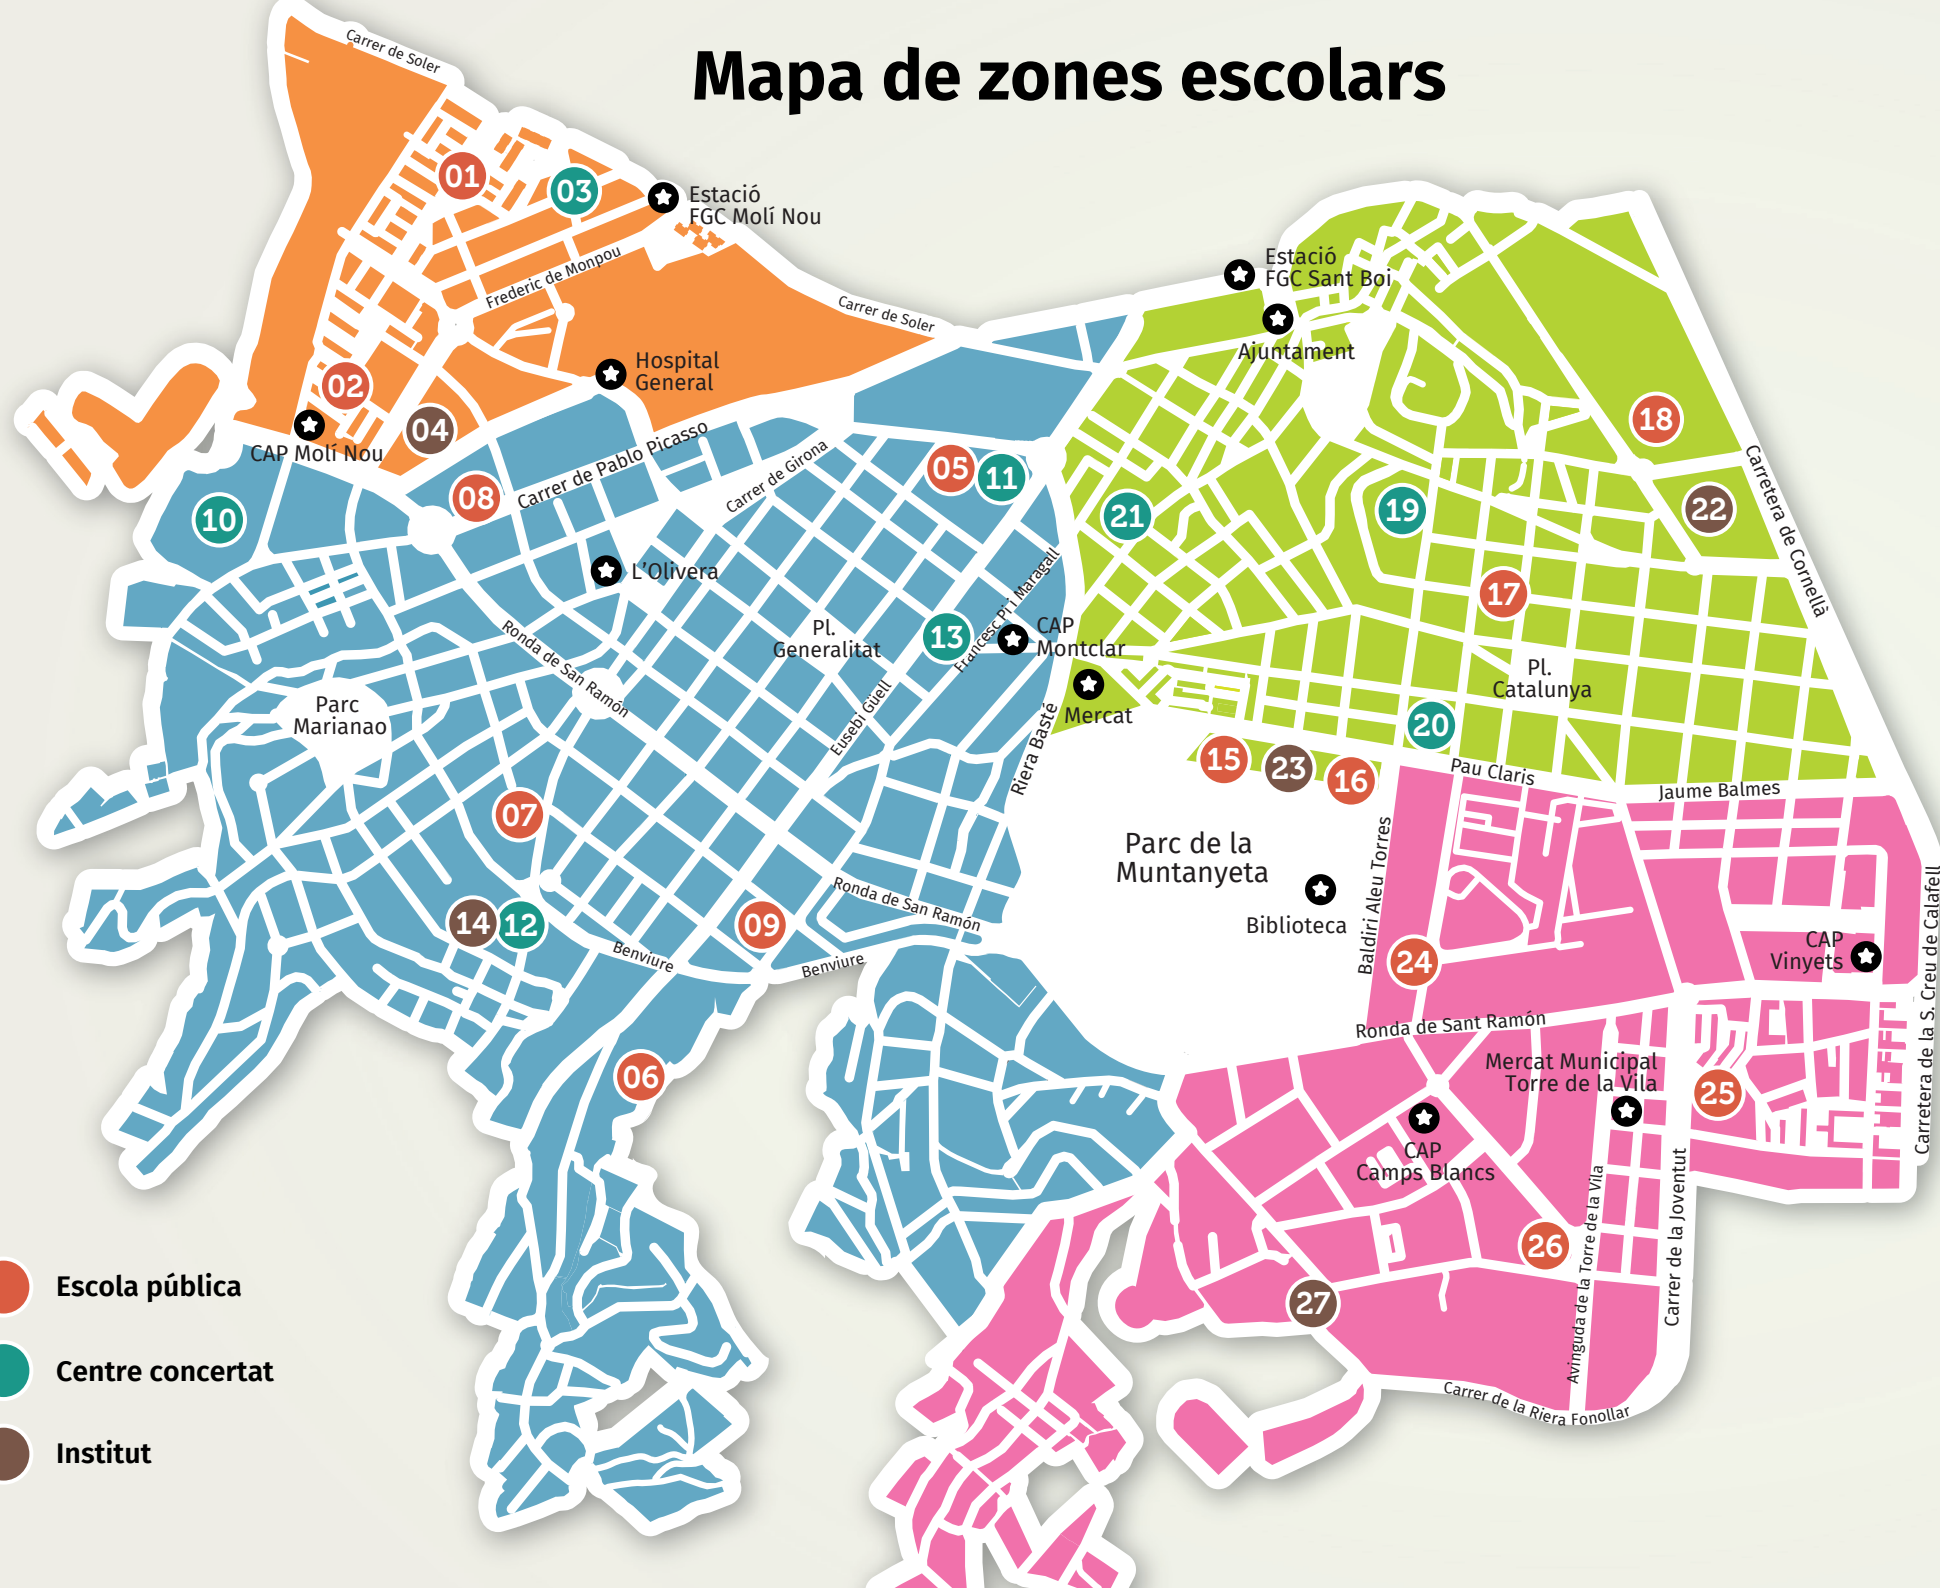 Mapa de zones escolars
Carrer de Soler
01
03
Estació
FGC Molí Nou
Frederic de Monpou
Carrer de Soler
Hospital
General
02
04
CAP Molí Nou
Estació
FGC Sant Boi
Ajuntament
18
Carretera de Cornellà
22
19
21
17
05
11
08
Carrer de Pablo Picasso
Carrer de Girona
10
L'Olivera
Ronda de San Ramón
Pl.
Generalitat
13
Francesc Pi i Maragall
CAP
Montclar
Mercat
Eusebi Güell
Riera Basté
Pl.
Catalunya
20
15
23
16
Pau Claris
Jaume Balmes
Parc
Marianao
07
14
12
09
Ronda de San Ramón
Benviure
Benviure
06
Parc de la
Muntanyeta
Biblioteca
Baldiri Aleu Torres
24
CAP
Vinyets
Carretera de la S. Creu de Calafell
Ronda de Sant Ramón
Mercat Municipal
Torre de la Vila
25
CAP
Camps Blancs
26
27
Avinguda de la Torre de la Vila
Carrer de la Joventut
Carrer de la Riera Fonollar
Escola pública
Centre concertat
Institut